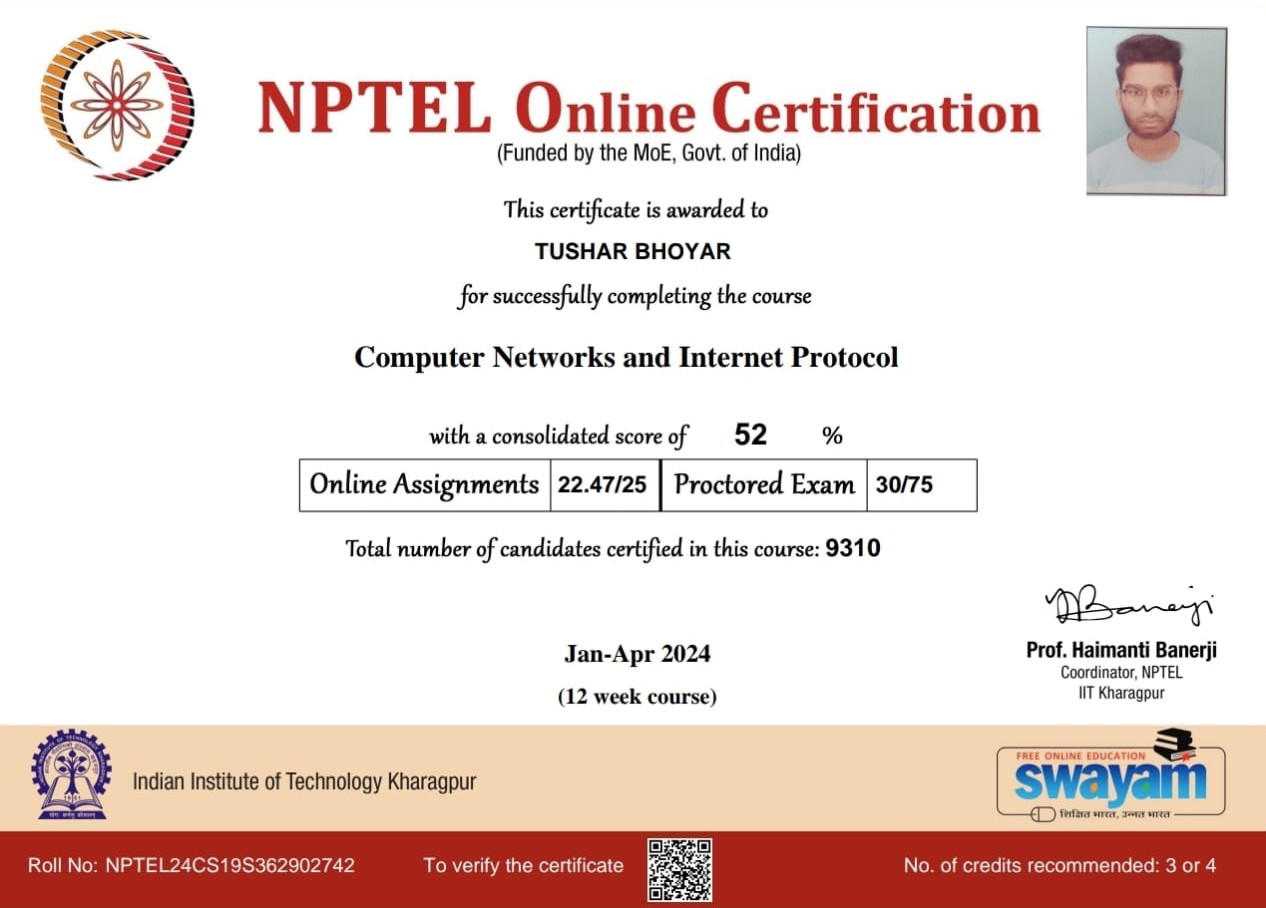 NPTEL Online Certification
(Funded by the MoE, Govt. of India)
This certificate is awarded to
TUSHAR BHOYAR
for successfully completing the course
Computer Networks and Internet Protocol
with a consolidated score of 52 %
Online Assignments 22.47/25 Proctored Exam 30/75
Total number of candidates certified in this course: 9310
Jan-Apr 2024
(12 week course)
Prof. Haimanti Banerji
Coordinator, NPTEL
IIT Kharagpur
Indian Institute of Technology Kharagpur
FREE ONLINE EDUCATION
swayam
शिक्षित भारत, उन्नत भारत
Roll No: NPTEL24CS19S362902742
To verify the certificate
No. of credits recommended: 3 or 4